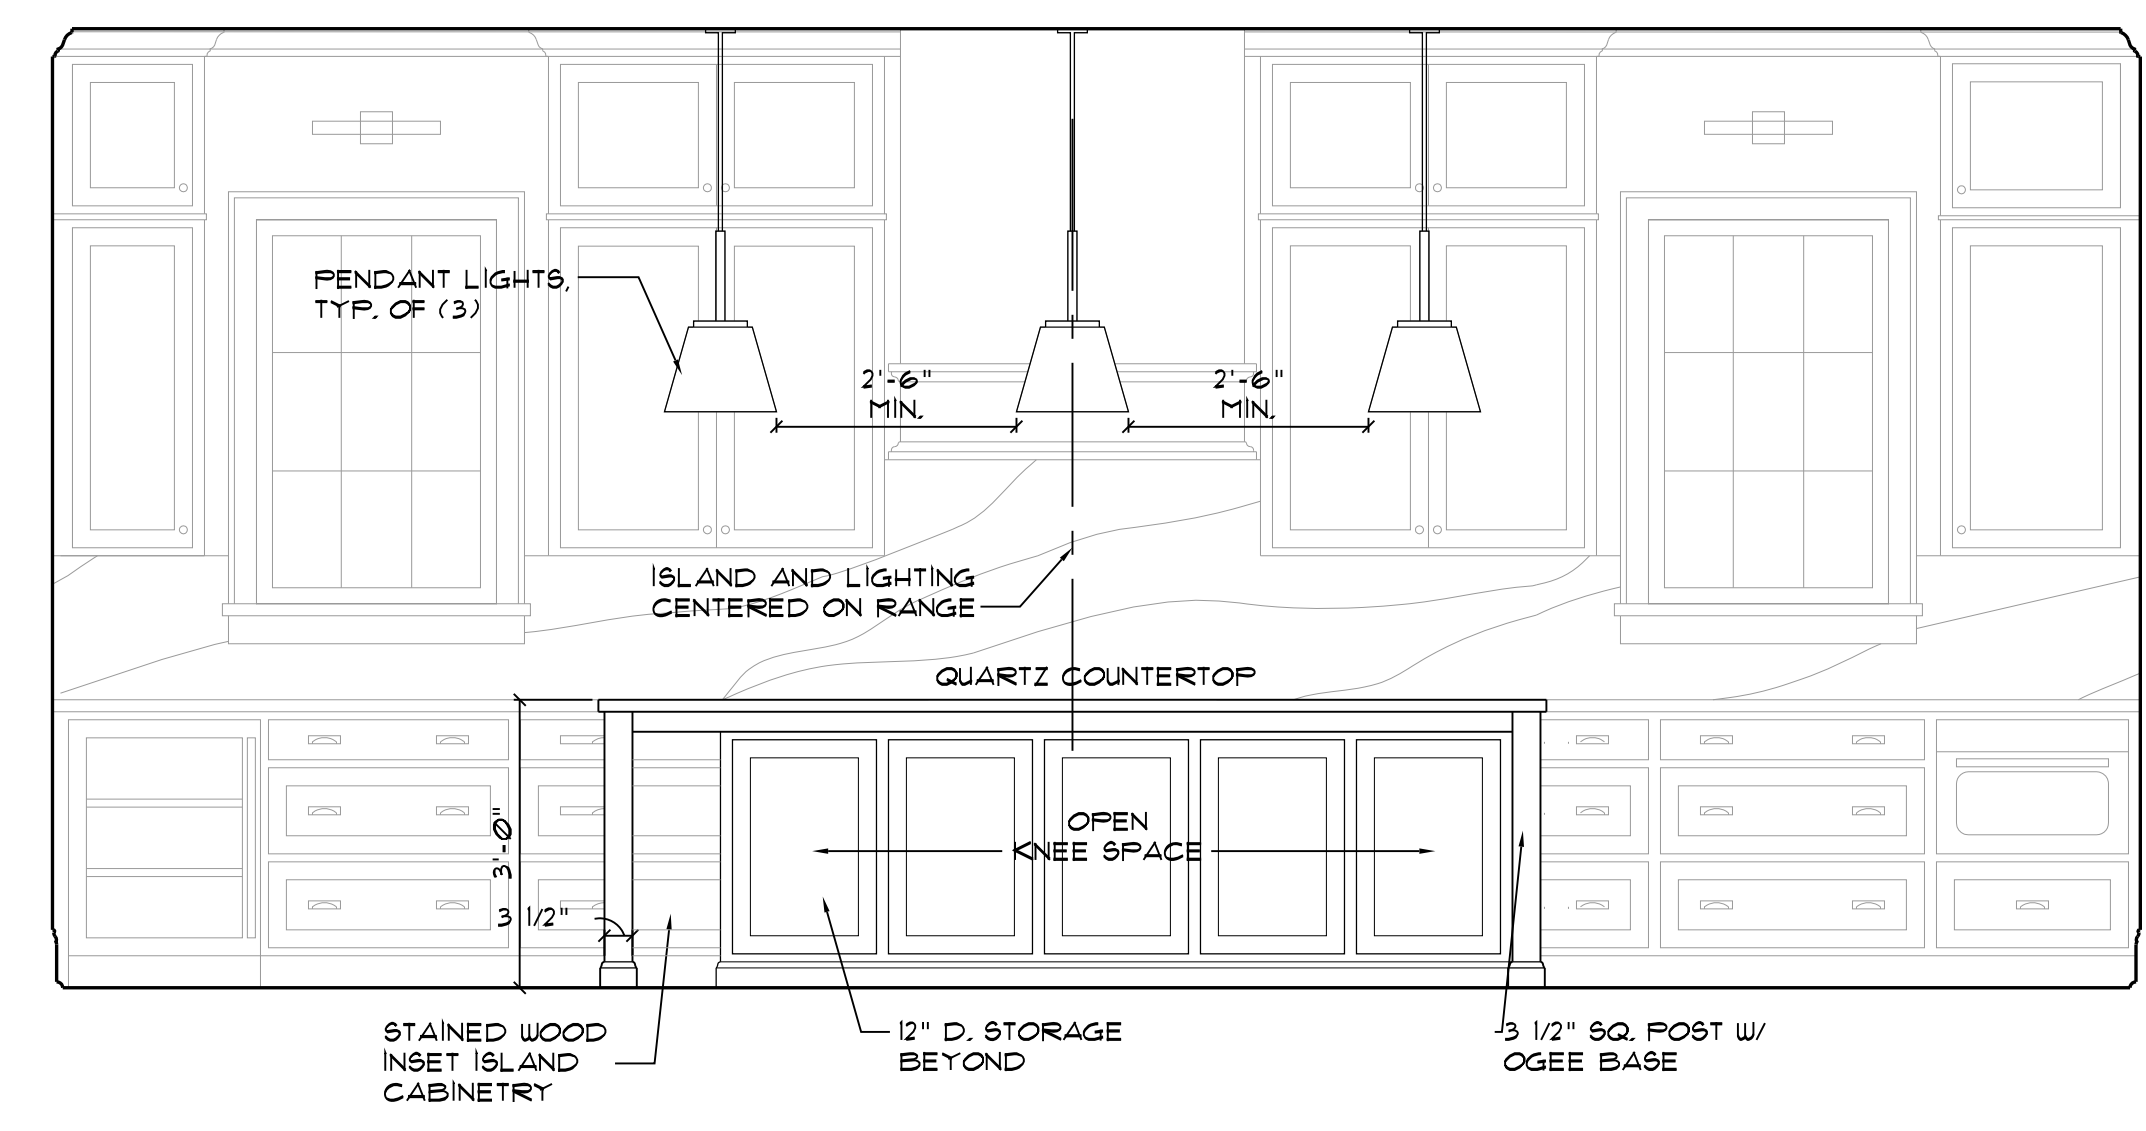 PENDANT LIGHTS,
TYP. OF (3)
2'-6"
MIN.
2'-6"
MIN.
ISLAND AND LIGHTING
CENTERED ON RANGE
QUARTZ COUNTERTOP
OPEN
KNEE SPACE
3'-0"
3 1/2"
STAINED WOOD
INSET ISLAND
CABINETRY
12" D. STORAGE
BEYOND
3 1/2" SQ. POST W/
OGEE BASE